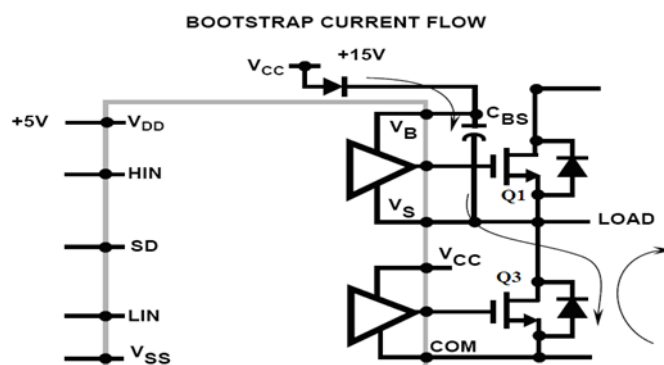 BOOTSTRAP CURRENT FLOW
+15V
VCC
CBS
+5V
VDD
VB
HIN
Q1
VS
LOAD
SD
VCC
Q3
LIN
COM
VSS